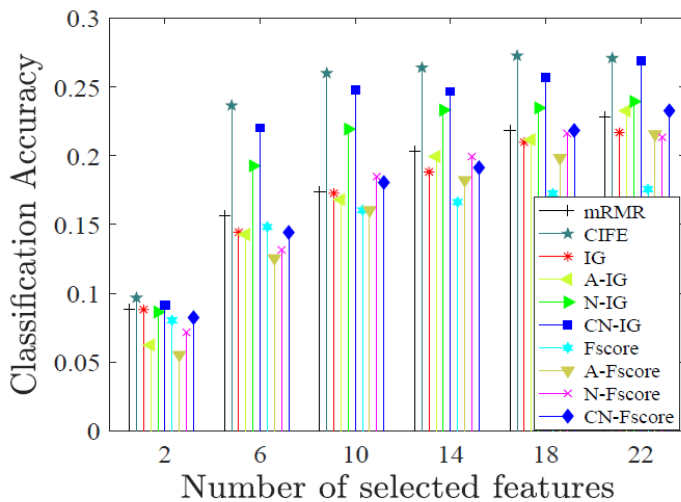 0.3
0.25
0.2
0.15
0.1
0.05
0
Classification Accuracy
2 6 10 14 18 22
Number of selected features
mRMR
CIFE
IG
A-IG
N-IG
CN-IG
Fscore
A-Fscore
N-Fscore
CN-Fscore